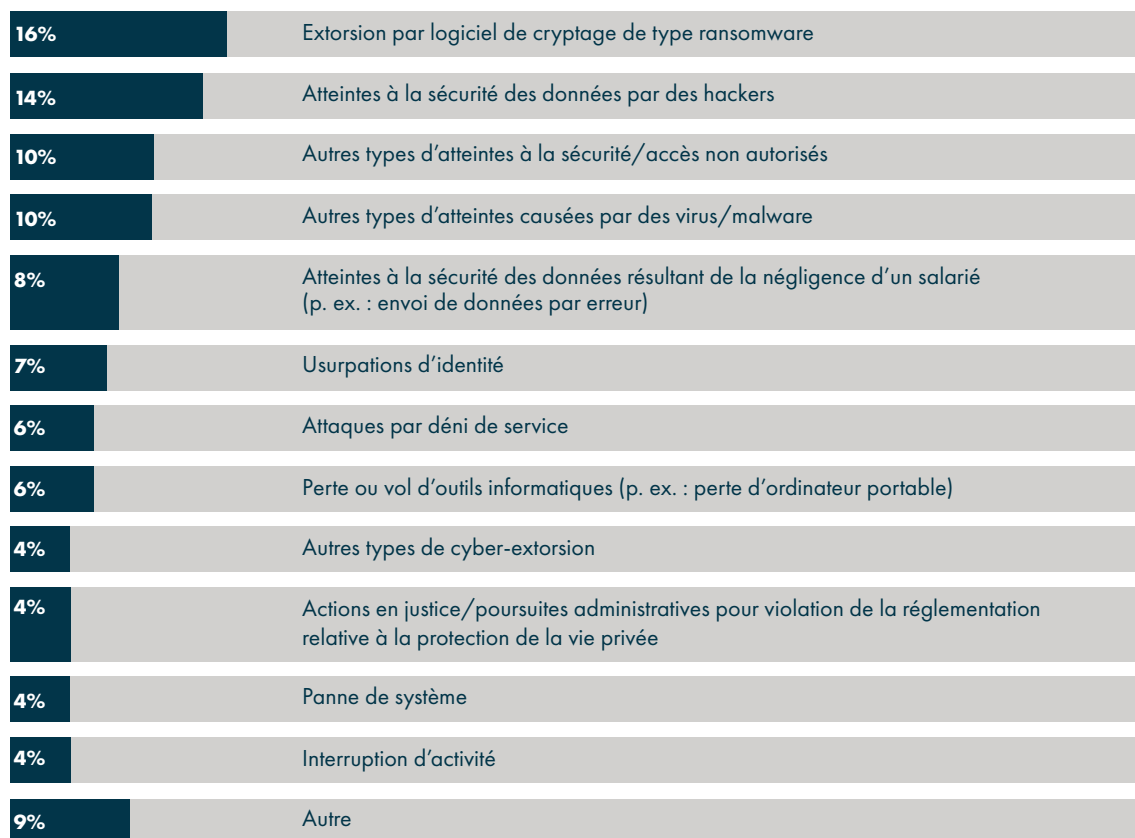 16% Extorsion par logiciel de cryptage de type ransomware
14% Atteintes à la sécurité des données par des hackers
10% Autres types d’atteintes à la sécurité/accès non autorisés
10% Autres types d’atteintes causées par des virus/malware
8% Atteintes à la sécurité des données résultant de la négligence d’un salarié
(p. ex. : envoi de données par erreur)
7% Usurpations d’identité
6% Attaques par déni de service
6% Perte ou vol d’outils informatiques (p. ex. : perte d’ordinateur portable)
4% Autres types de cyber-extorsion
4% Actions en justice/poursuites administratives pour violation de la réglementation
relative à la protection de la vie privée
4% Panne de système
4% Interruption d’activité
9% Autre